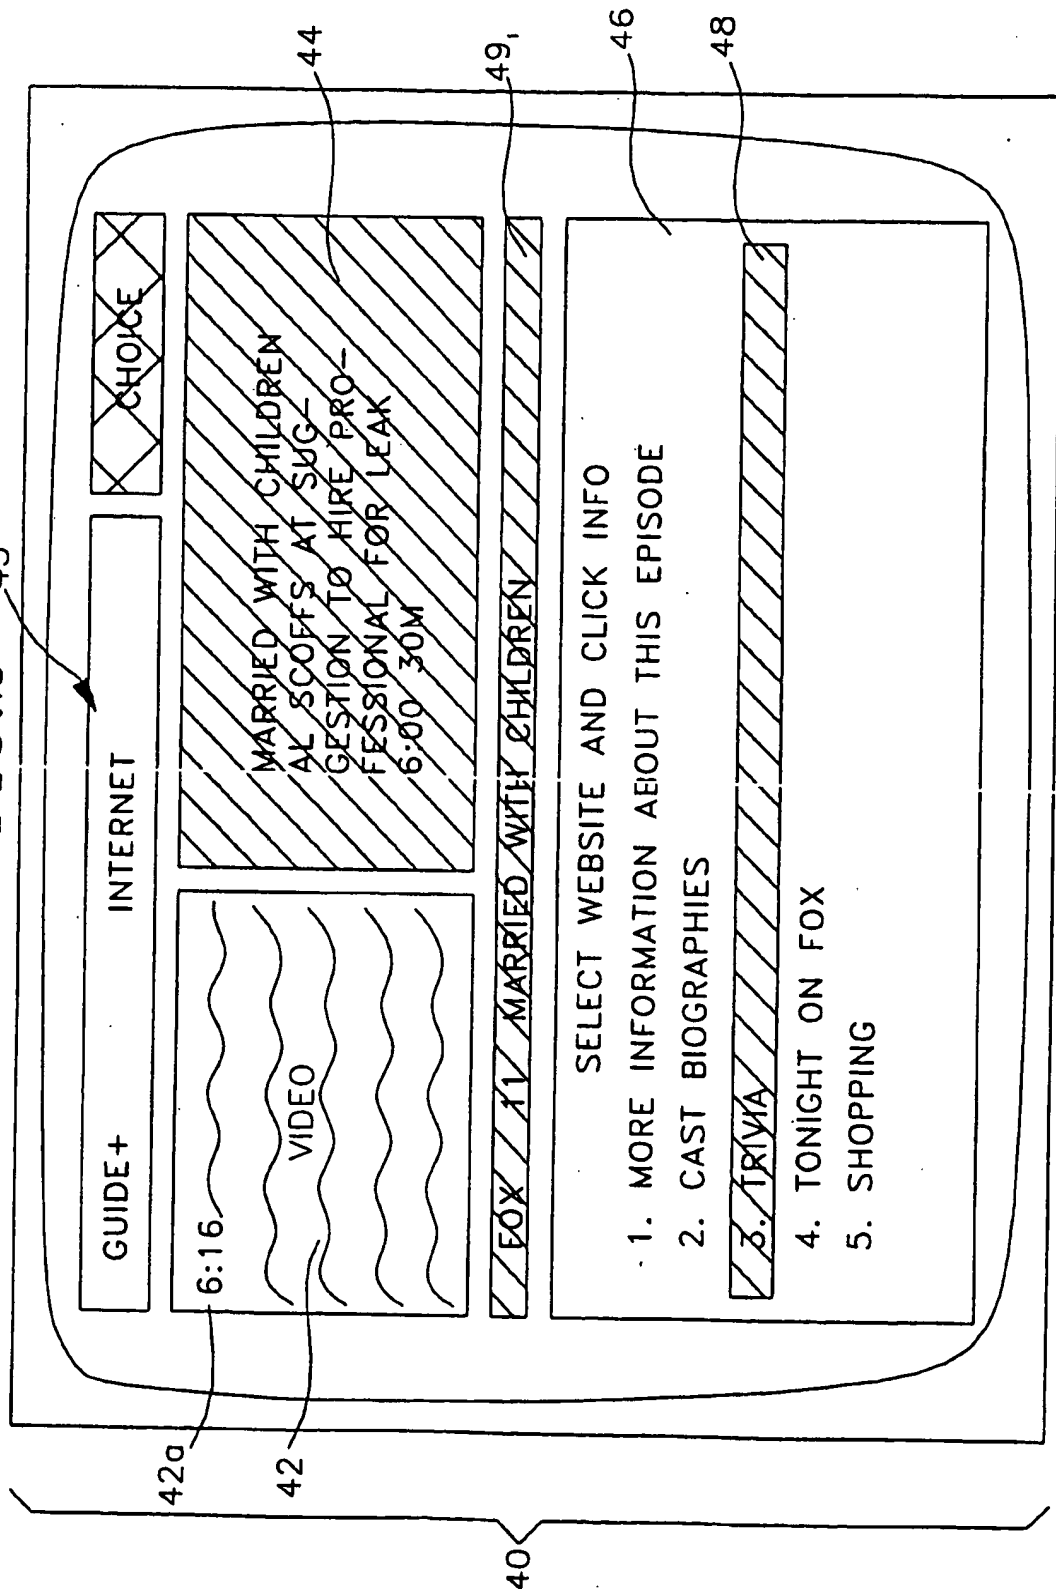 GUIDE+ INTERNET CHOICE
6:16
VIDEO
MARRIED WITH CHILDREN
AL SCOFFS AT SUG-
GESTION TO HIRE PRO-
FESSIONAL FOR LEAK
6:00 30M
FOX 11 MARRIED WITH CHILDREN
SELECT WEBSITE AND CLICK INFO
1. MORE INFORMATION ABOUT THIS EPISODE
2. CAST BIOGRAPHIES
3. TRIVIA
4. TONIGHT ON FOX
5. SHOPPING
42a
42
40
44
49,
46
48